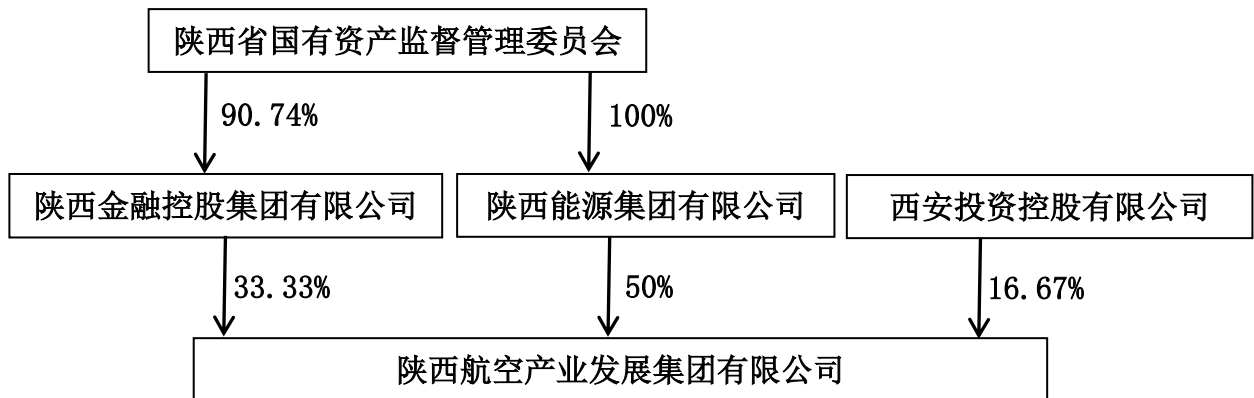 陕西省国有资产监督管理委员会
90.74%
100%
陕西金融控股集团有限公司
陕西能源集团有限公司
西安投资控股有限公司
33.33%
50%
16.67%
陕西航空产业发展集团有限公司